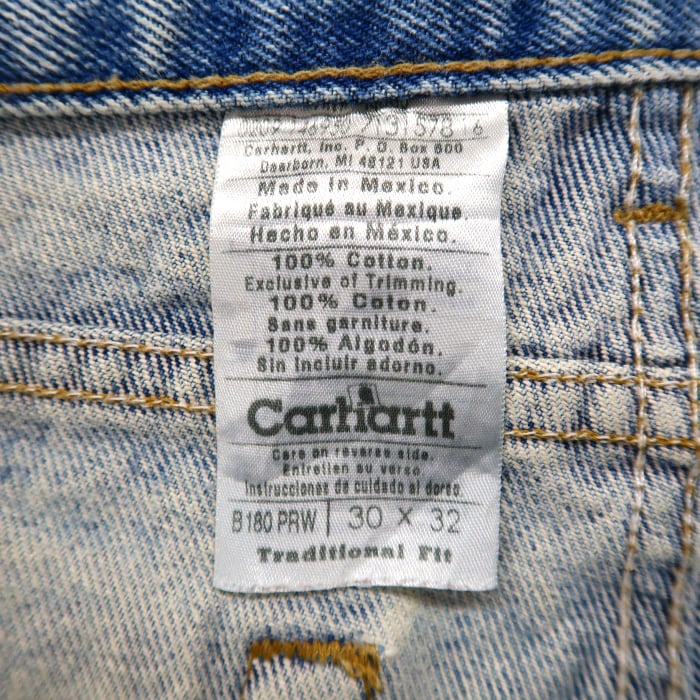 Carhartt, Inc. P. O. Box 600
Dearborn, MI 48121 USA
Made in Mexico.
Fabriqué au Mexique.
Hecho en México.
100% Cotton.
Exclusive of Trimming.
100% Coton.
Sans garniture.
100% Algodón.
Sin incluir adorno.
Carhartt
Care on reverse side.
Entretien au verso.
Instrucciones de cuidado al dorso.
B180 PRW | 30 X 32
Traditional Fit